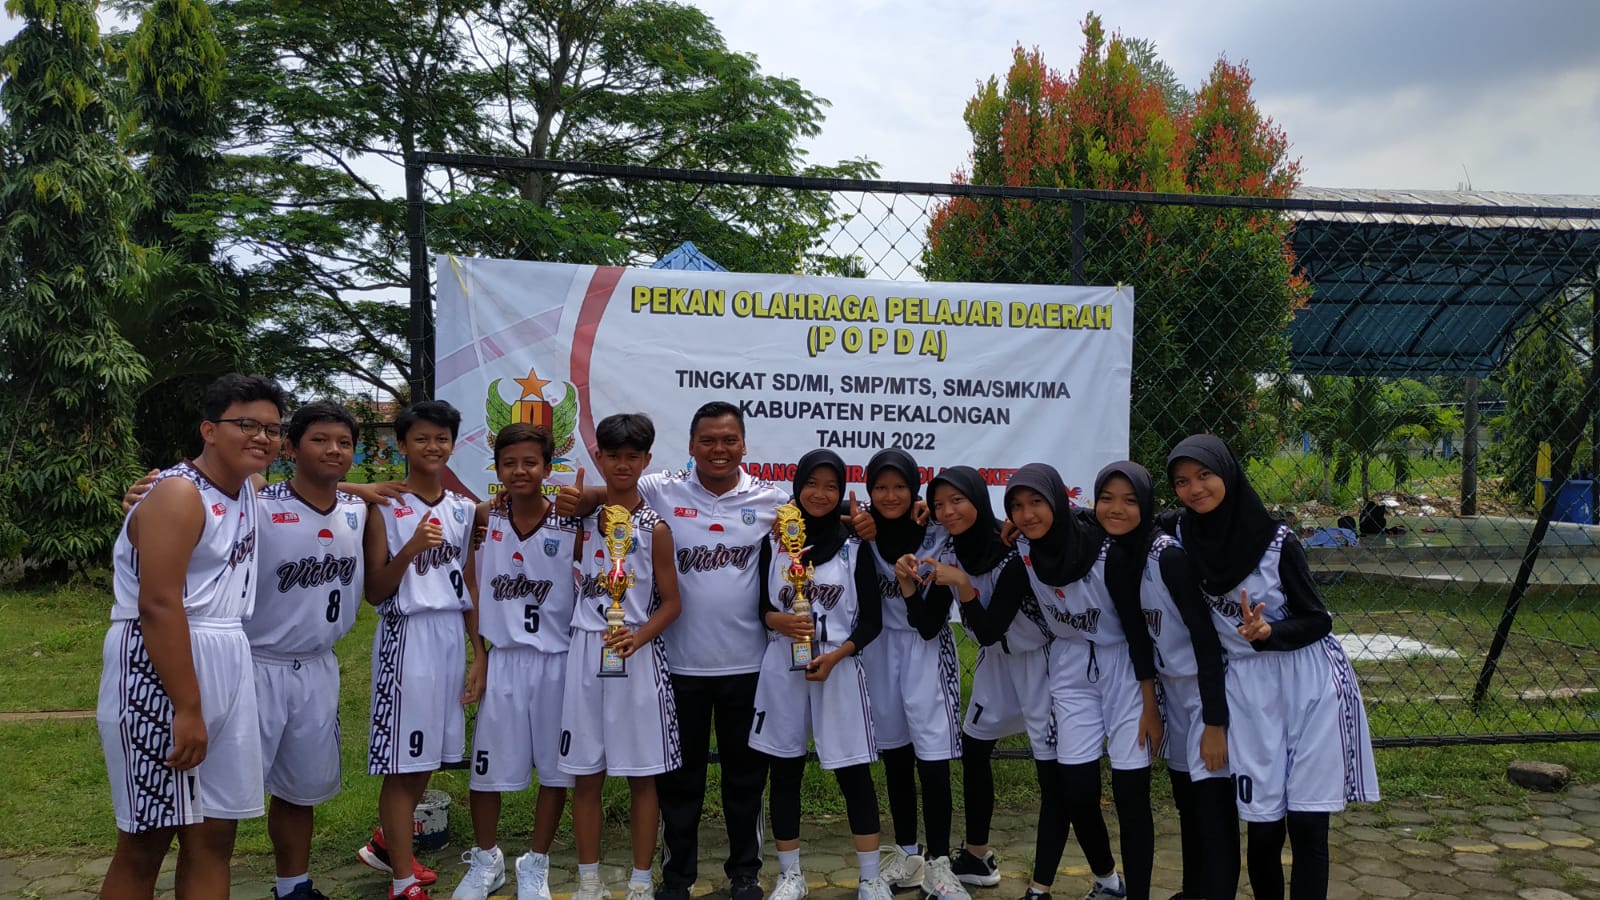 PEKAN OLAHRAGA PELAJAR DAERAH
(P O P D A)
TINGKAT SD/MI, SMP/MTS, SMA/SMK/MA
KABUPATEN PEKALONGAN
TAHUN 2022
Victory
8
Victory
9
9
Victory
5
5
Victory
11
7
10